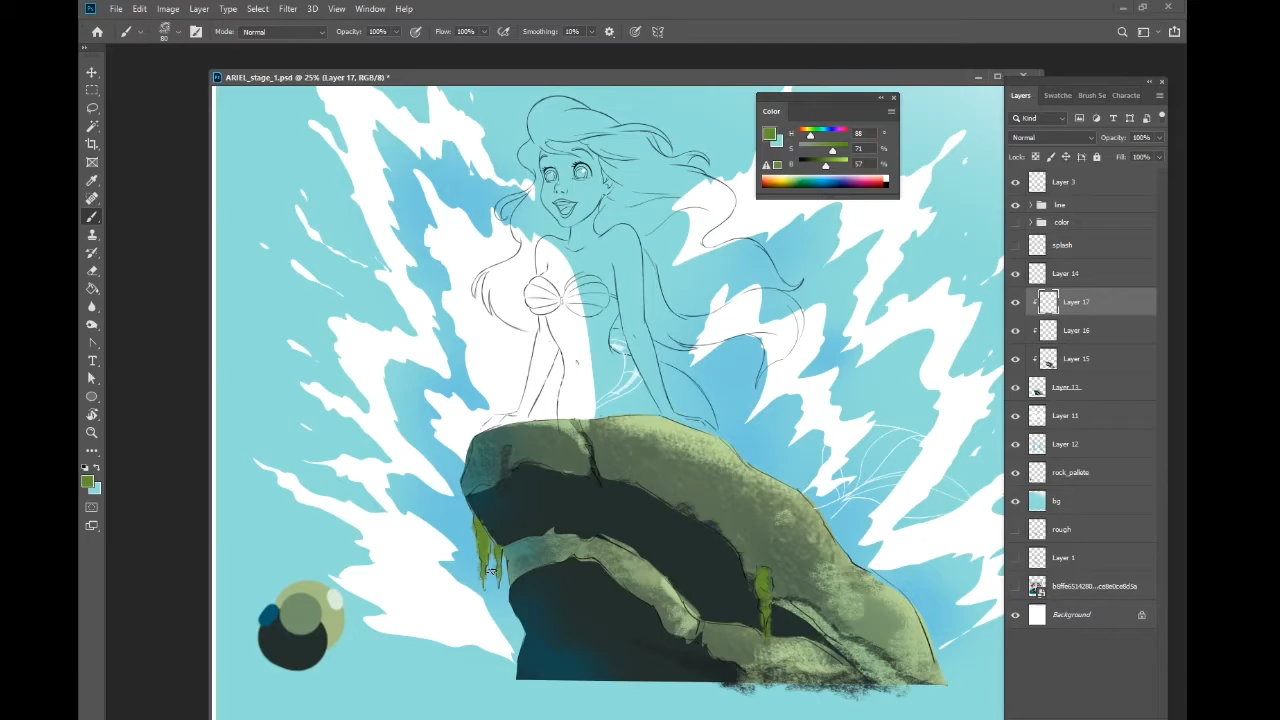 File Edit Image Layer Type Select Filter 3D View Window Help
80 Mode: Normal Opacity: 100% Flow: 100% Smoothing: 10%
ARIEL_stage_1.psd @ 25% (Layer 17, RGB/8) *
Color
H 88 °
S 71 %
B 57 %
Layers Swatche Brush Se Characte
Kind
Normal Opacity: 100%
Lock: Fill: 100%
Layer 3
line
color
splash
Layer 14
Layer 17
Layer 16
Layer 15
Layer 13
Layer 11
Layer 12
rock_pallete
bg
rough
Layer 1
Background